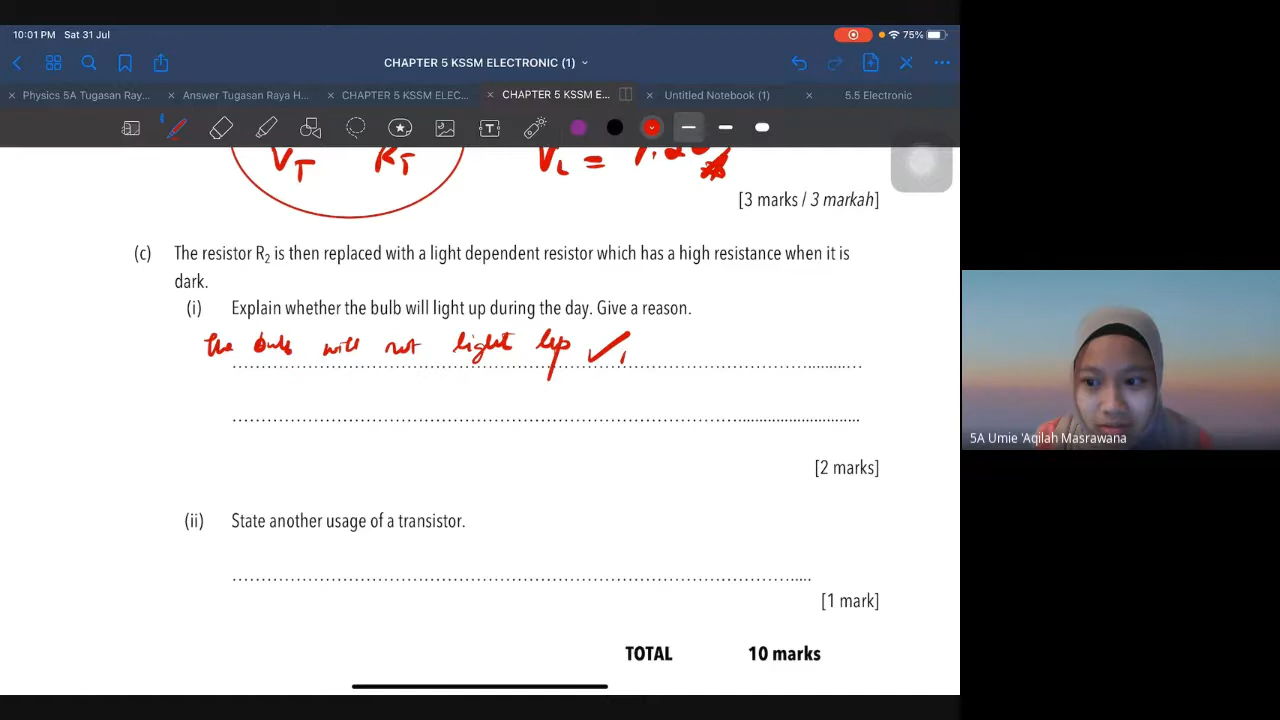 10:01 PM Sat 31 Jul
75%
CHAPTER 5 KSSM ELECTRONIC (1)
Physics 5A Tugasan Ray...
Answer Tugasan Raya H...
CHAPTER 5 KSSM ELEC...
CHAPTER 5 KSSM E...
Untitled Notebook (1)
5.5 Electronic
VT RT VL =
[3 marks / 3 markah]
(c) The resistor R2 is then replaced with a light dependent resistor which has a high resistance when it is
dark.
(i) Explain whether the bulb will light up during the day. Give a reason.
the bulb will not light up ✓1
[2 marks]
(ii) State another usage of a transistor.
[1 mark]
TOTAL 10 marks
5A Umie 'Aqilah Masrawana